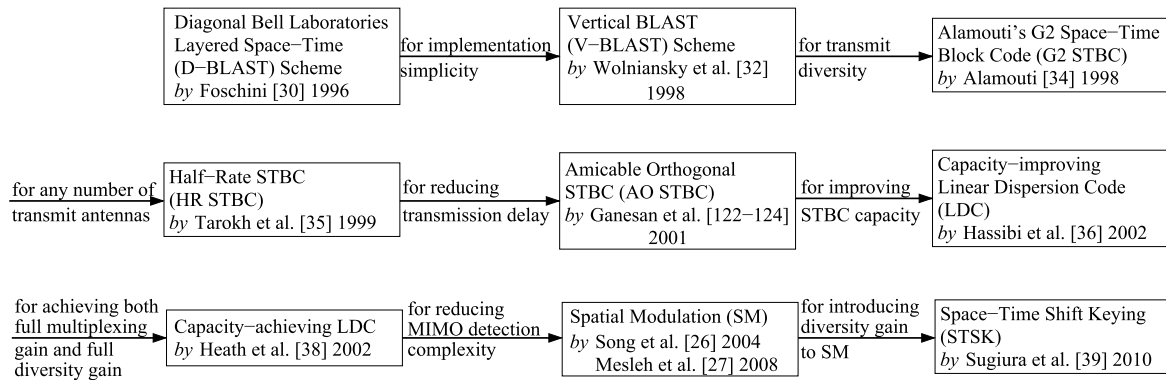 Diagonal Bell Laboratories
Layered Space−Time
(D−BLAST) Scheme
by Foschini [30] 1996
for implementation
simplicity
Vertical BLAST
(V−BLAST) Scheme
by Wolniansky et al. [32]
1998
for transmit
diversity
Alamouti's G2 Space−Time
Block Code (G2 STBC)
by Alamouti [34] 1998
for any number of
transmit antennas
Half−Rate STBC
(HR STBC)
by Tarokh et al. [35] 1999
for reducing
transmission delay
Amicable Orthogonal
STBC (AO STBC)
by Ganesan et al. [122−124]
2001
for improving
STBC capacity
Capacity−improving
Linear Dispersion Code
(LDC)
by Hassibi et al. [36] 2002
for achieving both
full multiplexing
gain and full
diversity gain
Capacity−achieving LDC
by Heath et al. [38] 2002
for reducing
MIMO detection
complexity
Spatial Modulation (SM)
by Song et al. [26] 2004
Mesleh et al. [27] 2008
for introducing
diversity gain
to SM
Space−Time Shift Keying
(STSK)
by Sugiura et al. [39] 2010